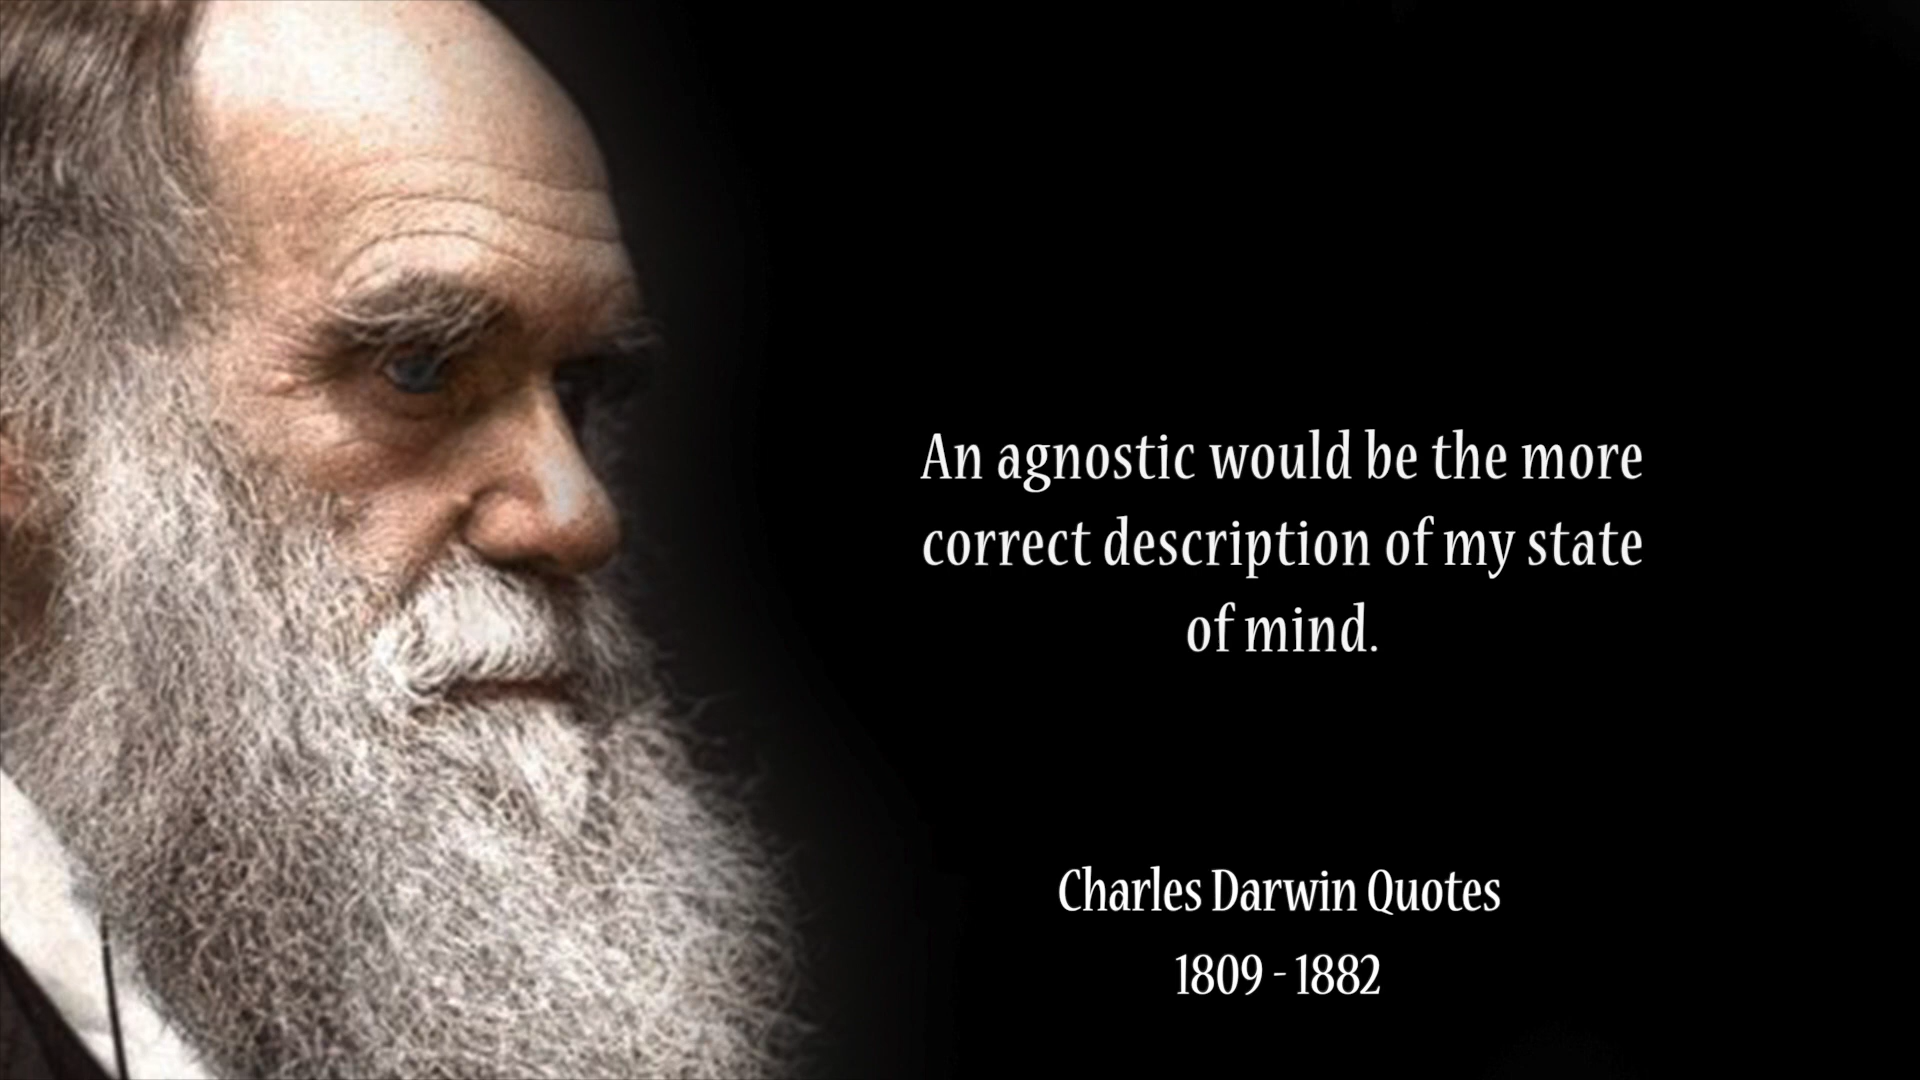 An agnostic would be the more
correct description of my state
of mind.
Charles Darwin Quotes
1809 - 1882